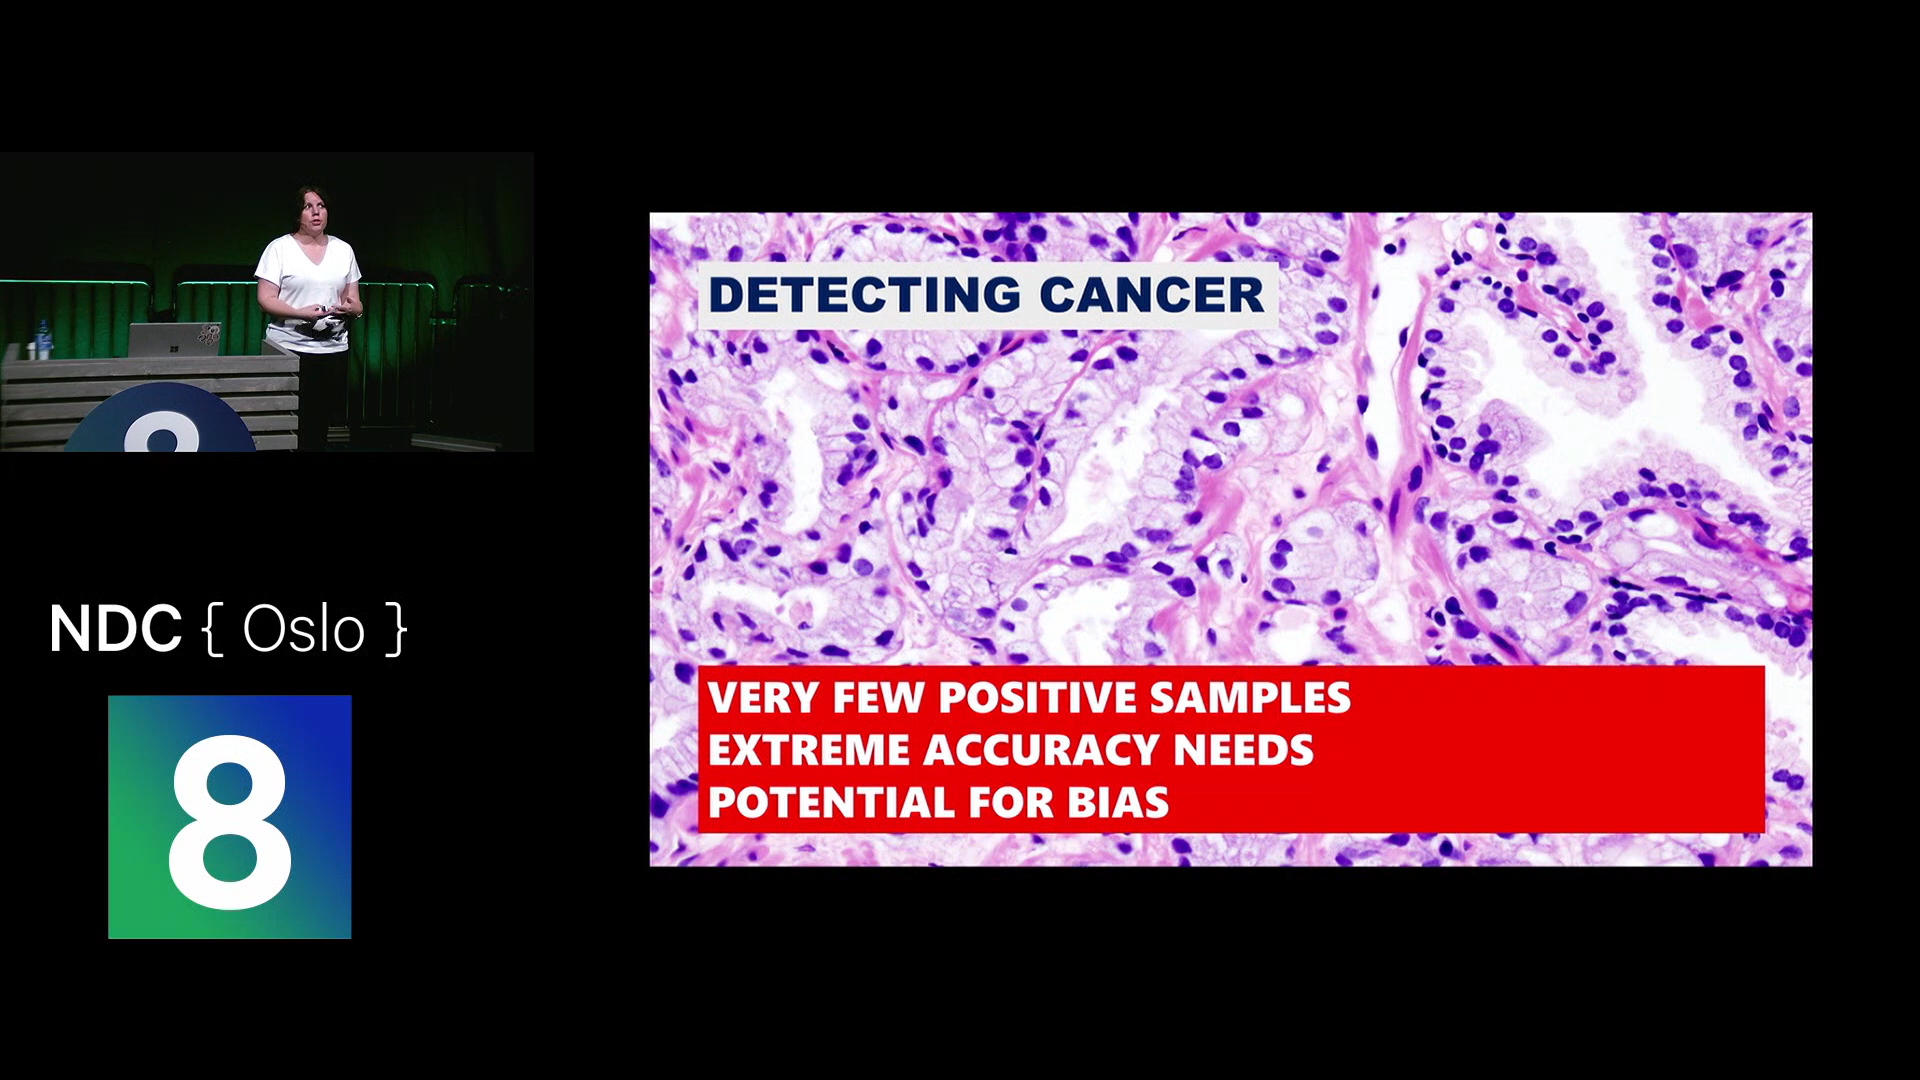 DETECTING CANCER
VERY FEW POSITIVE SAMPLES
EXTREME ACCURACY NEEDS
POTENTIAL FOR BIAS
NDC { Oslo }
8